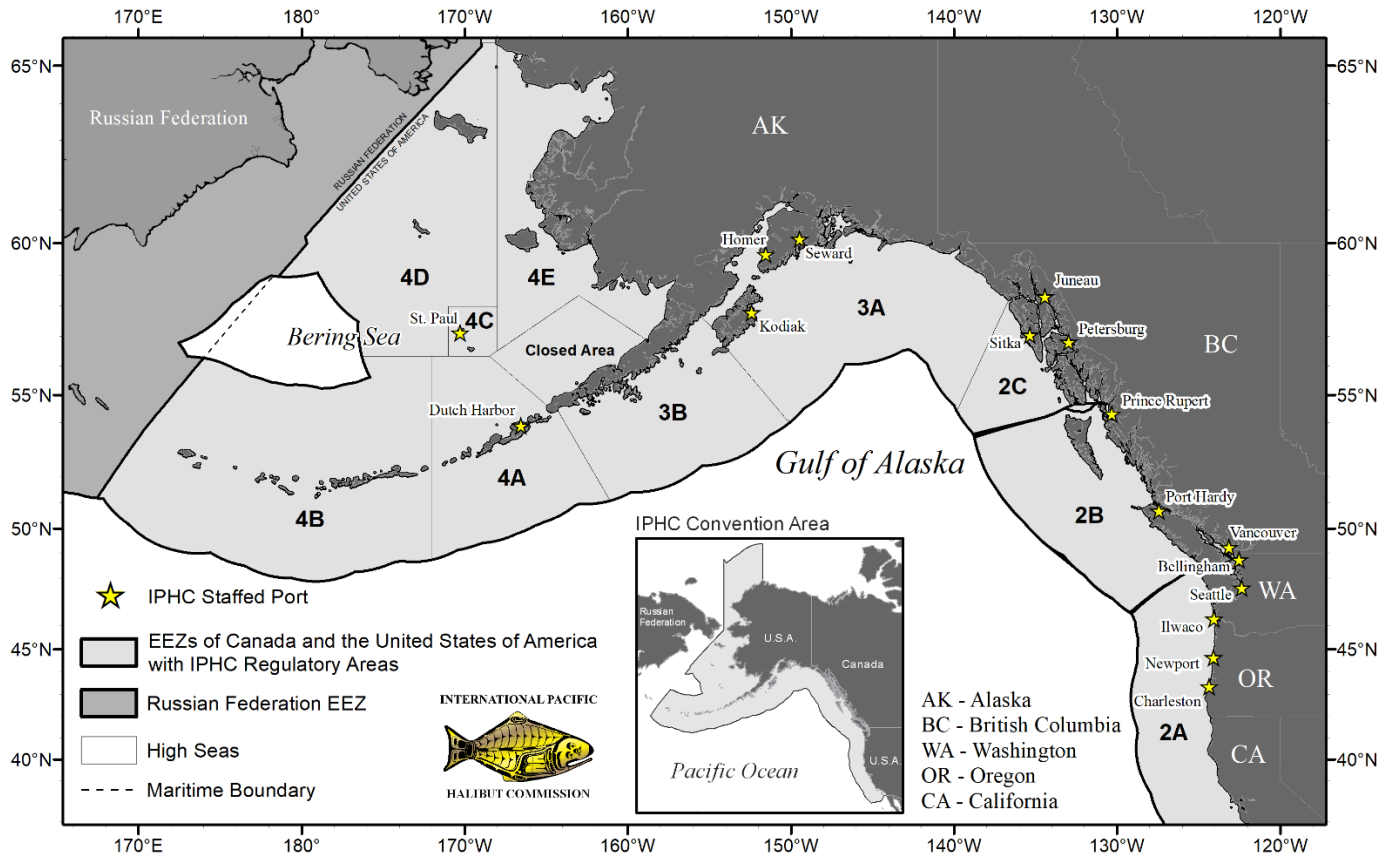 170°E 180° 170°W 160°W 150°W 140°W 130°W 120°W
65°N
65°N
Russian Federation
RUSSIAN FEDERATION
UNITED STATES OF AMERICA
AK
60°N
60°N
Homer
Seward
4D
4E
Juneau
St. Paul
4C
Kodiak
3A
Bering Sea
Sitka
Petersburg
BC
Closed Area
55°N
55°N
2C
Prince Rupert
Dutch Harbor
3B
Gulf of Alaska
4A
4B
Port Hardy
50°N
50°N
2B
Vancouver
Bellingham
Seattle
WA
Ilwaco
Newport
OR
Charleston
2A
CA
45°N
45°N
40°N
40°N
IPHC Staffed Port
EEZs of Canada and the United States of America
with IPHC Regulatory Areas
Russian Federation EEZ
High Seas
Maritime Boundary
INTERNATIONAL PACIFIC
HALIBUT COMMISSION
IPHC Convention Area
Russian
Federation
U.S.A.
Canada
U.S.A.
Pacific Ocean
AK - Alaska
BC - British Columbia
WA - Washington
OR - Oregon
CA - California
170°E 180° 170°W 160°W 150°W 140°W 130°W 120°W